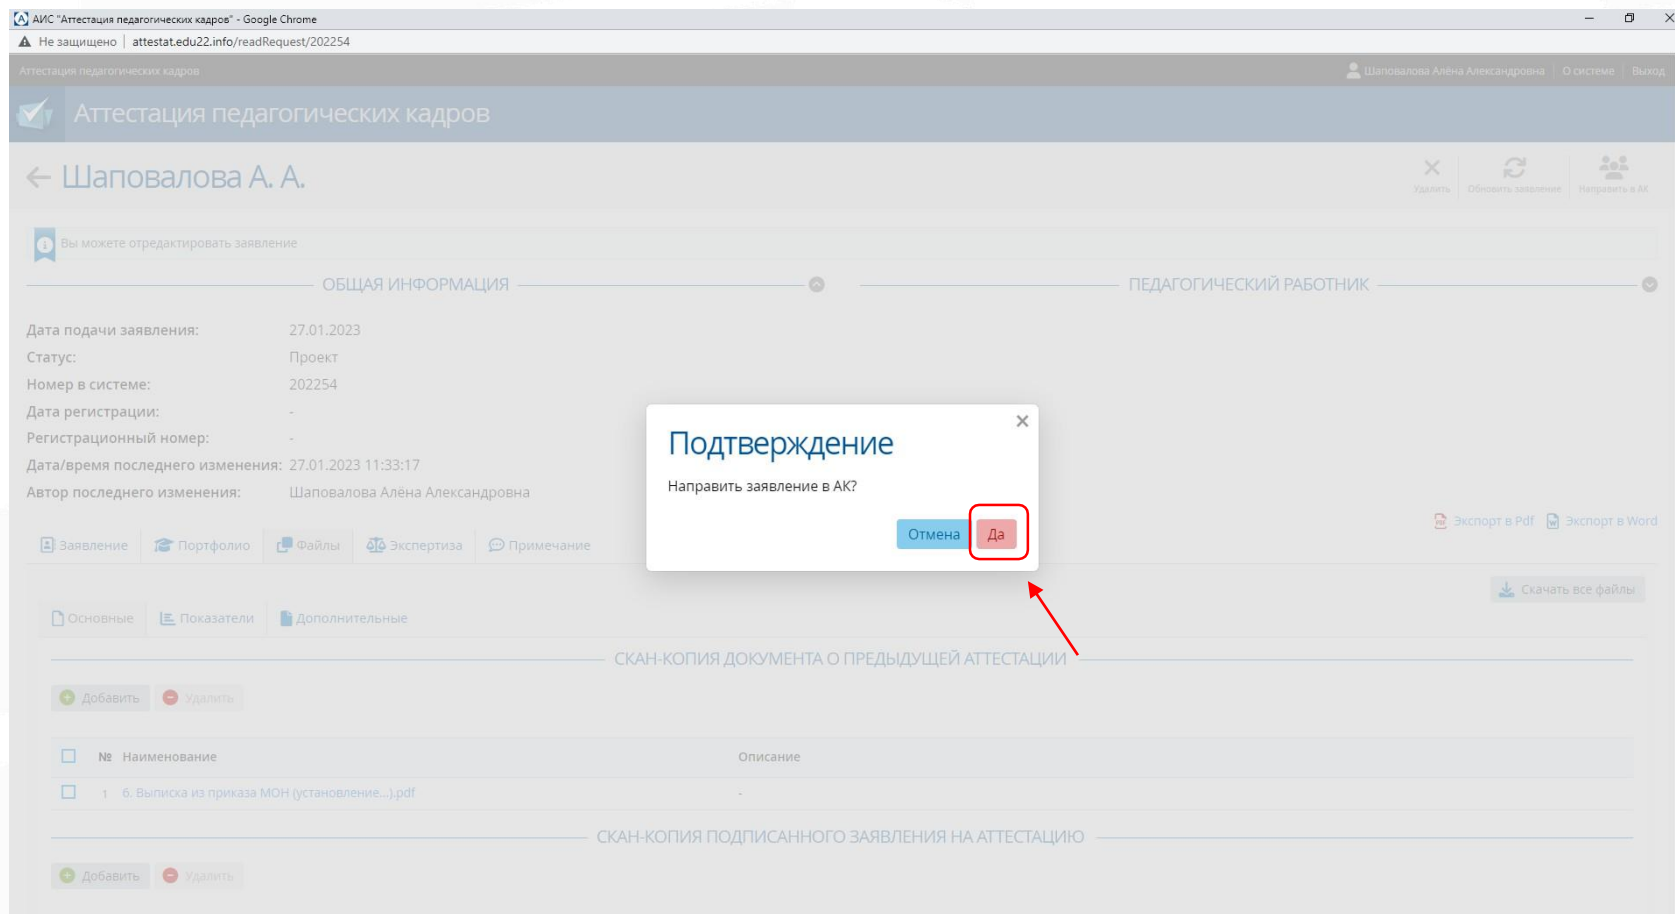 АИС "Аттестация педагогических кадров" - Google Chrome
Не защищено | attestat.edu22.info/readRequest/202254
Аттестация педагогических кадров
Шаповалова Алёна Александровна | О системе | Выход
Аттестация педагогических кадров
Шаповалова А. А.
Удалить
Обновить заявление
Направить в АК
Вы можете отредактировать заявление
ОБЩАЯ ИНФОРМАЦИЯ
ПЕДАГОГИЧЕСКИЙ РАБОТНИК
Дата подачи заявления: 27.01.2023
Статус: Проект
Номер в системе: 202254
Дата регистрации: -
Регистрационный номер: -
Дата/время последнего изменения: 27.01.2023 11:33:17
Автор последнего изменения: Шаповалова Алёна Александровна
Подтверждение
Направить заявление в АК?
Отмена
Да
Экспорт в Pdf
Экспорт в Word
Заявление
Портфолио
Файлы
Экспертиза
Примечание
Скачать все файлы
Основные
Показатели
Дополнительные
СКАН-КОПИЯ ДОКУМЕНТА О ПРЕДЫДУЩЕЙ АТТЕСТАЦИИ
Добавить
Удалить
№ Наименование
Описание
1 6. Выписка из приказа МОН (установление...).pdf
-
СКАН-КОПИЯ ПОДПИСАННОГО ЗАЯВЛЕНИЯ НА АТТЕСТАЦИЮ
Добавить
Удалить